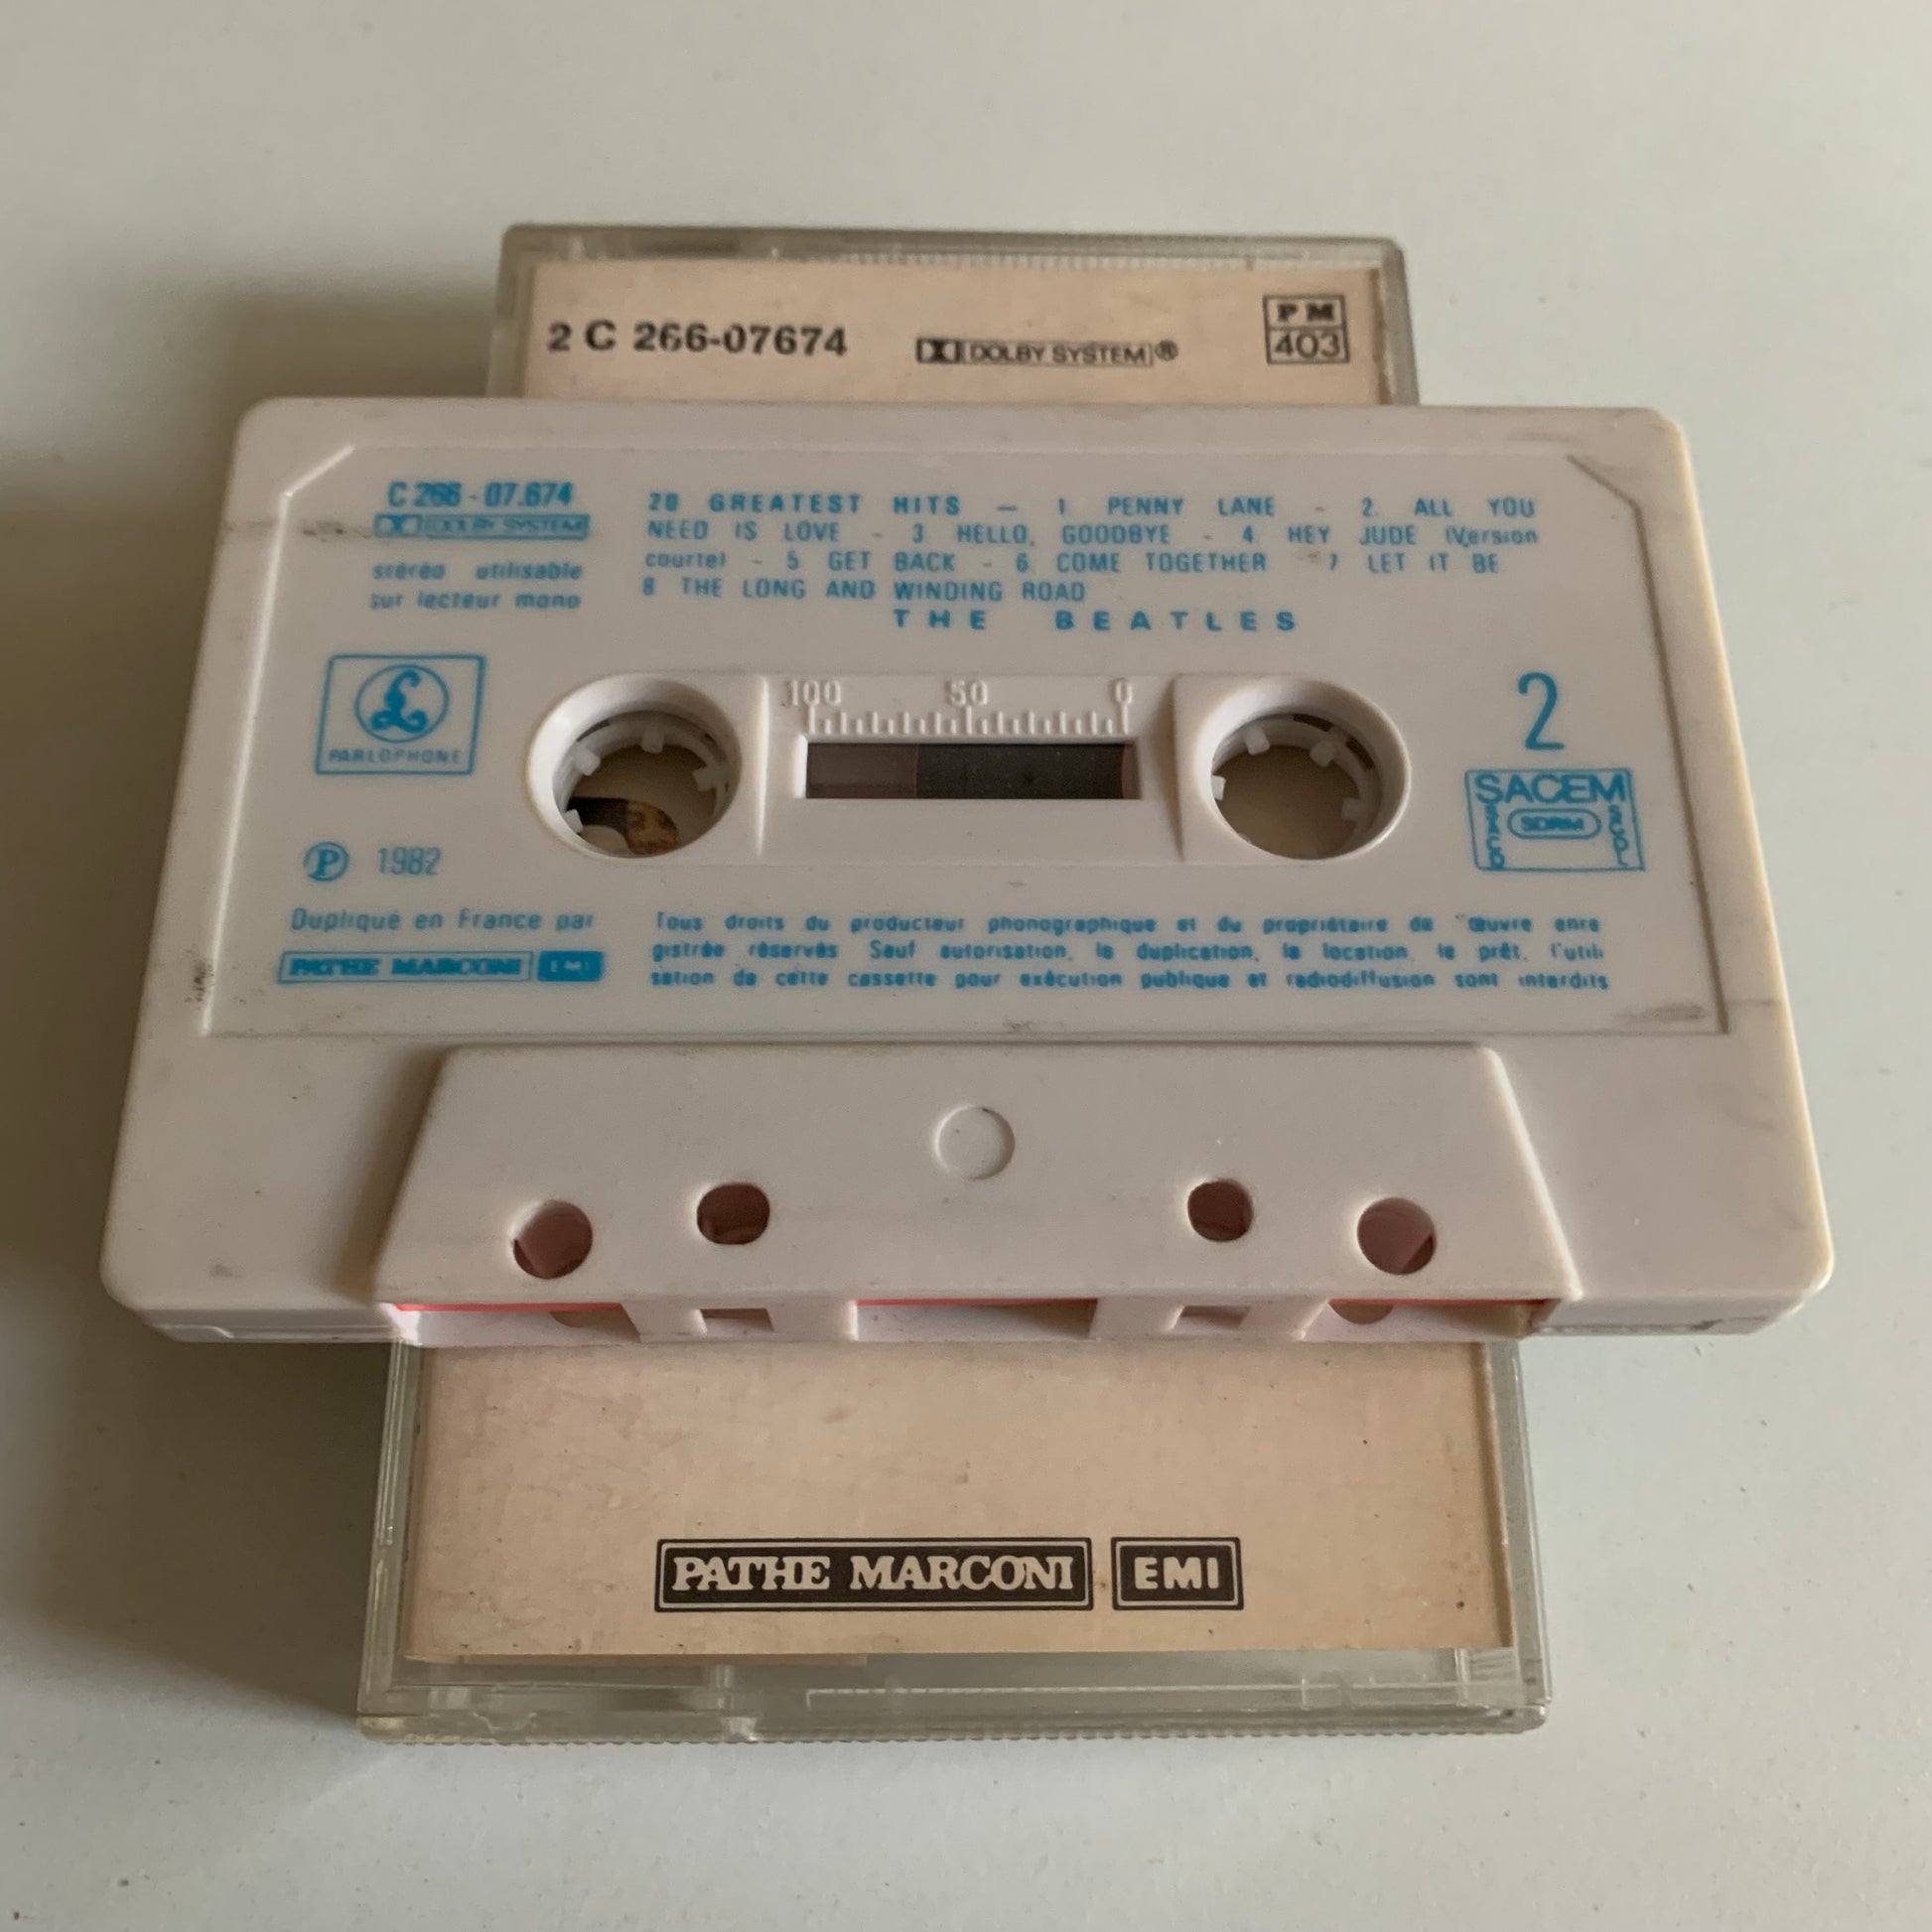 2 C 266-07674
DOLBY SYSTEM®
PM
403
C 266 - 07.674
DOLBY SYSTEM
stéréo utilisable
sur lecteur mono
20 GREATEST HITS — 1 PENNY LANE - 2. ALL YOU
NEED IS LOVE - 3 HELLO, GOODBYE - 4 HEY JUDE (Version
courte) - 5 GET BACK - 6 COME TOGETHER - 7 LET IT BE
8 THE LONG AND WINDING ROAD
THE BEATLES
£
PARLOPHONE
100 50 0
2
SACEM
SACD
SDRM
SGDL
Ⓟ 1982
Dupliqué en France par
PATHE MARCONI EMI
Tous droits du producteur phonographique et du propriétaire de l'œuvre enre
gistrée réservés Sauf autorisation, la duplication, la location, le prêt, l'utili
sation de cette cassette pour exécution publique et radiodiffusion sont interdits
PATHE MARCONI EMI